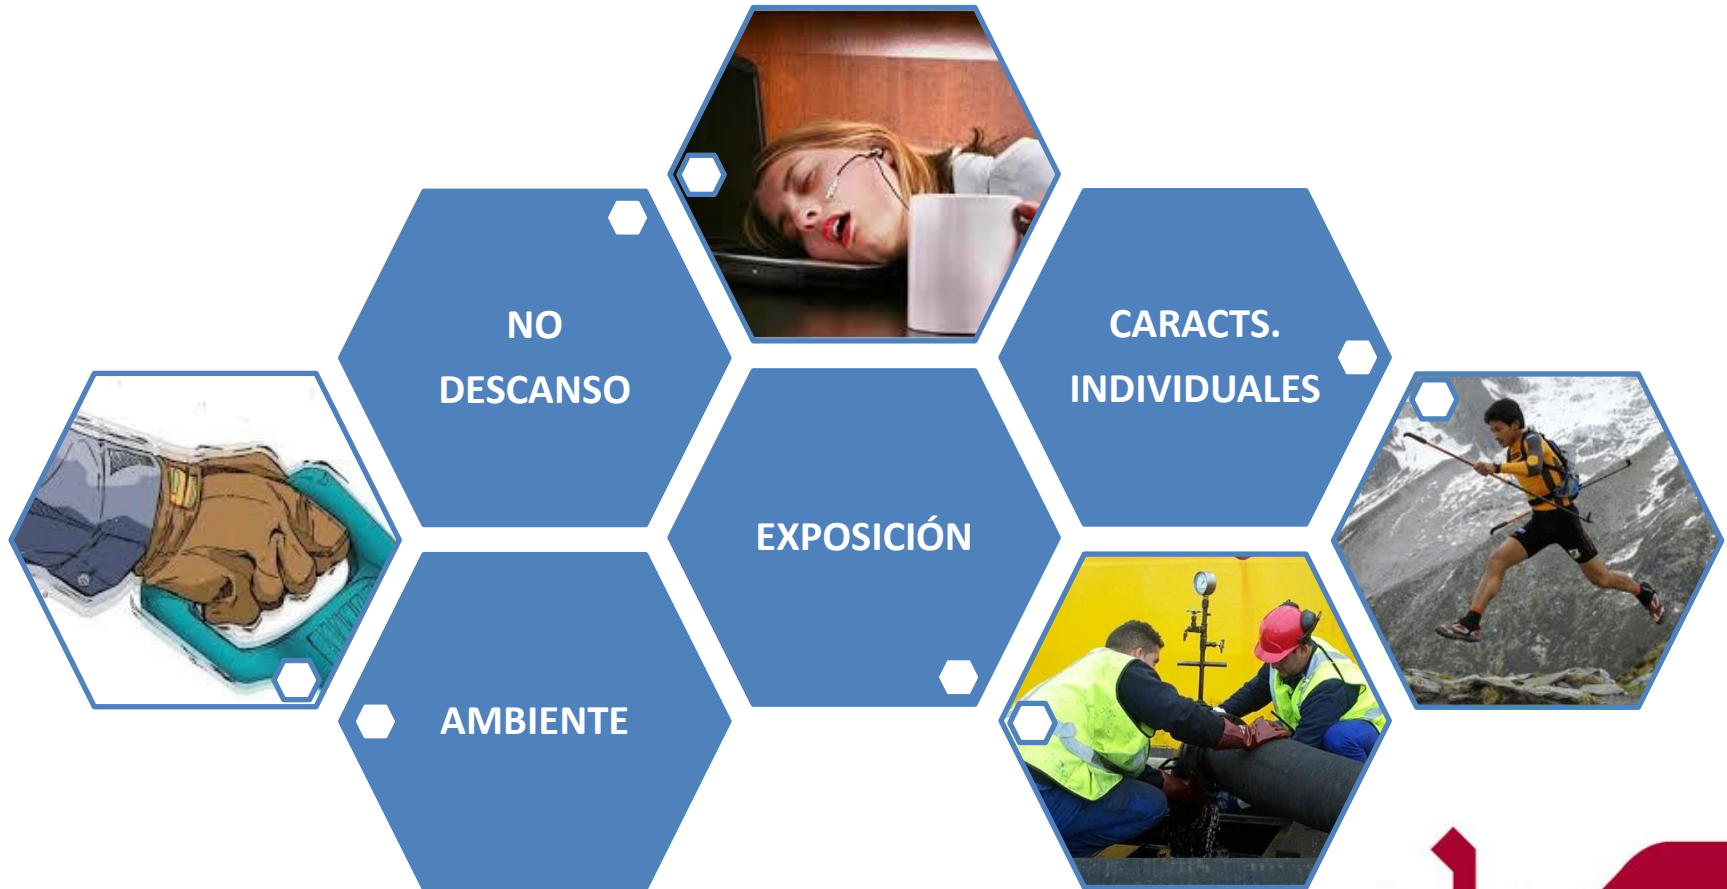 NO
DESCANSO
CARACTS.
INDIVIDUALES
EXPOSICIÓN
AMBIENTE